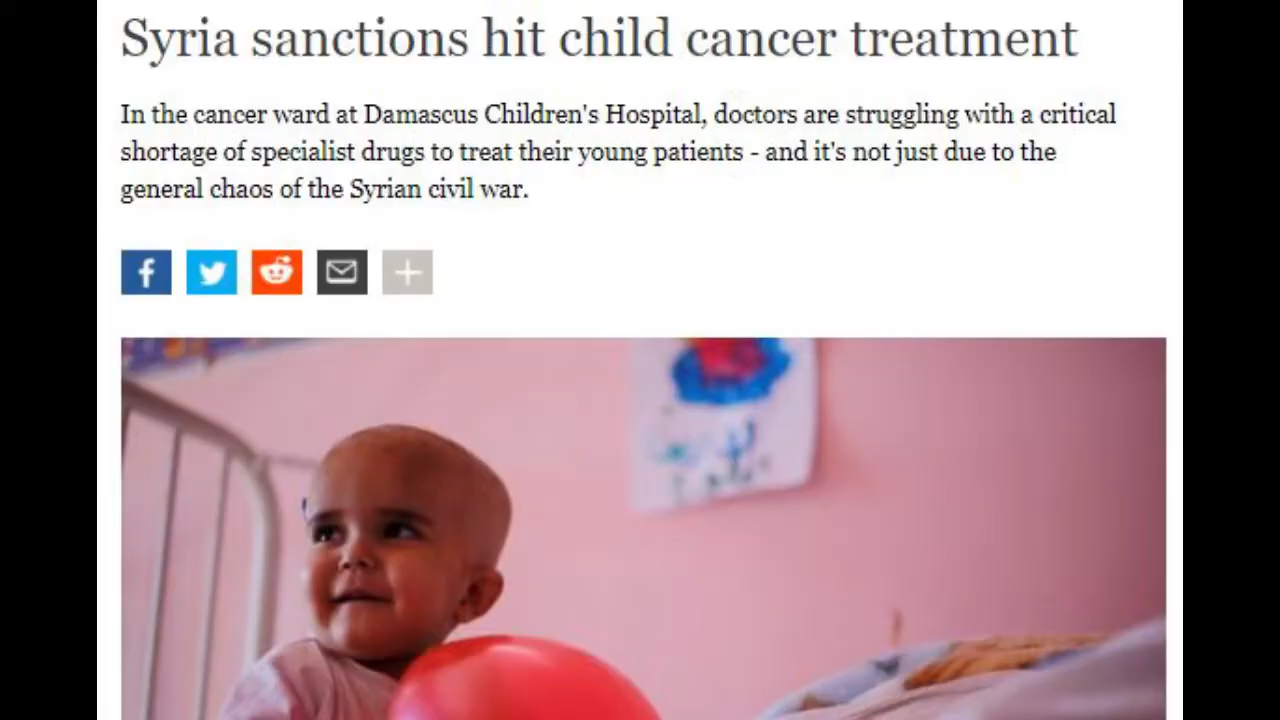 Syria sanctions hit child cancer treatment
In the cancer ward at Damascus Children's Hospital, doctors are struggling with a critical
shortage of specialist drugs to treat their young patients - and it's not just due to the
general chaos of the Syrian civil war.